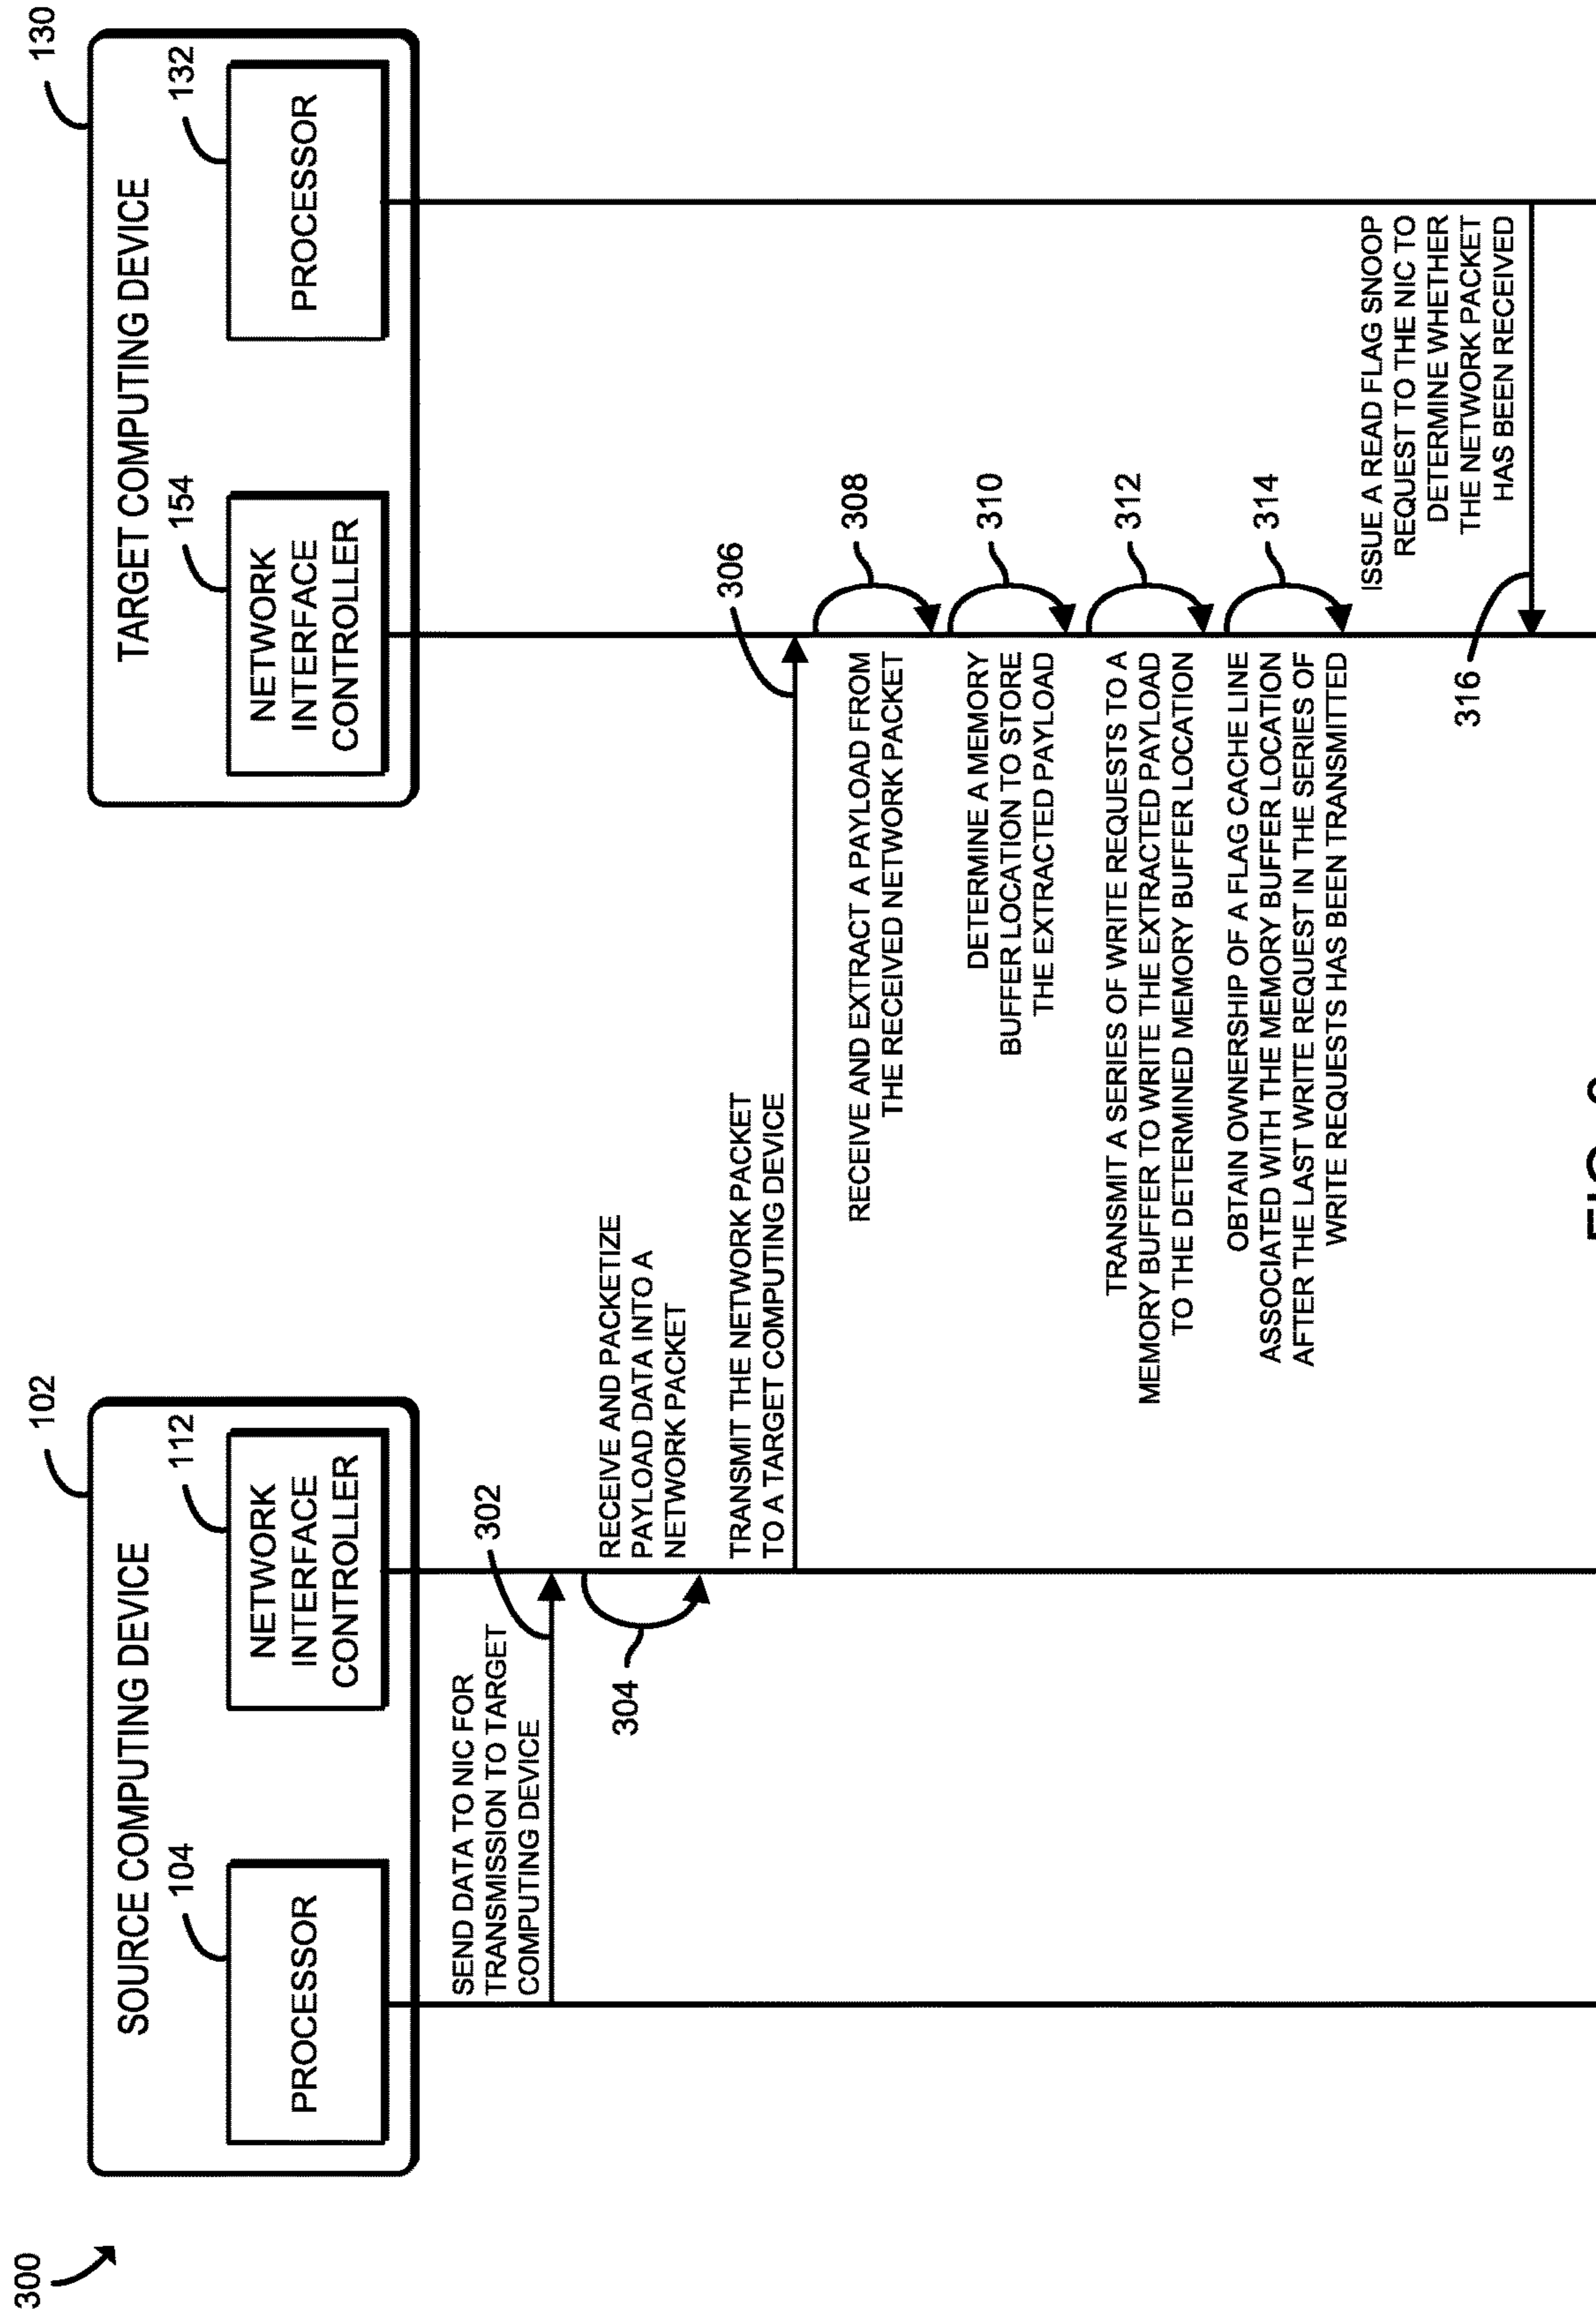 300
102
SOURCE COMPUTING DEVICE
104
PROCESSOR
112
NETWORK
INTERFACE
CONTROLLER
130
TARGET COMPUTING DEVICE
154
NETWORK
INTERFACE
CONTROLLER
132
PROCESSOR
SEND DATA TO NIC FOR
TRANSMISSION TO TARGET
COMPUTING DEVICE
302
304
RECEIVE AND PACKETIZE
PAYLOAD DATA INTO A
NETWORK PACKET
TRANSMIT THE NETWORK PACKET
TO A TARGET COMPUTING DEVICE
306
RECEIVE AND EXTRACT A PAYLOAD FROM
THE RECEIVED NETWORK PACKET
308
DETERMINE A MEMORY
BUFFER LOCATION TO STORE
THE EXTRACTED PAYLOAD
310
TRANSMIT A SERIES OF WRITE REQUESTS TO A
MEMORY BUFFER TO WRITE THE EXTRACTED PAYLOAD
TO THE DETERMINED MEMORY BUFFER LOCATION
312
OBTAIN OWNERSHIP OF A FLAG CACHE LINE
ASSOCIATED WITH THE MEMORY BUFFER LOCATION
AFTER THE LAST WRITE REQUEST IN THE SERIES OF
WRITE REQUESTS HAS BEEN TRANSMITTED
314
ISSUE A READ FLAG SNOOP
REQUEST TO THE NIC TO
DETERMINE WHETHER
THE NETWORK PACKET
HAS BEEN RECEIVED
316